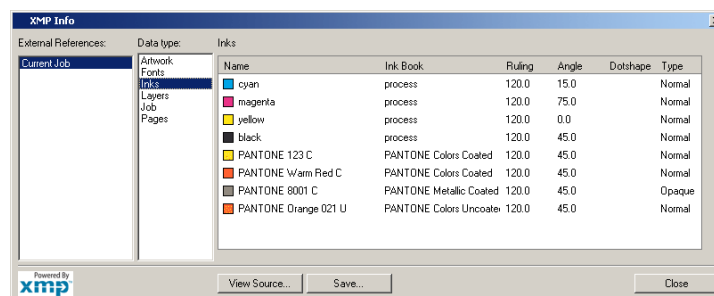 XMP Info
External References: Data type: Inks
Current Job
Artwork
Fonts
Inks
Layers
Job
Pages
Name Ink Book Ruling Angle Dotshape Type
cyan process 120.0 15.0 Normal
magenta process 120.0 75.0 Normal
yellow process 120.0 0.0 Normal
black process 120.0 45.0 Normal
PANTONE 123 C PANTONE Colors Coated 120.0 45.0 Normal
PANTONE Warm Red C PANTONE Colors Coated 120.0 45.0 Normal
PANTONE 8001 C PANTONE Metallic Coated 120.0 45.0 Opaque
PANTONE Orange 021 U PANTONE Colors Uncoate 120.0 45.0 Normal
Powered By
xmp
View Source... Save... Close